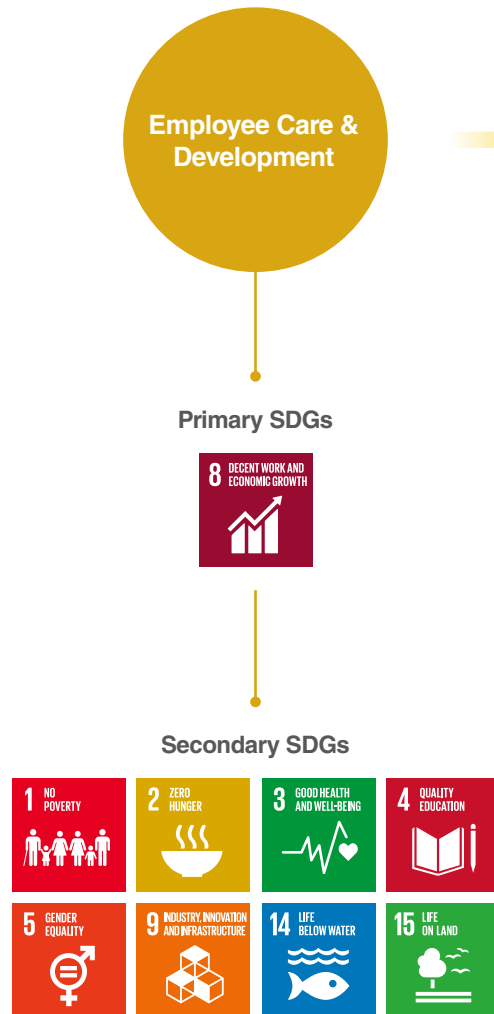 Employee Care &
Development
Primary SDGs
8 DECENT WORK AND
ECONOMIC GROWTH
Secondary SDGs
1 NO
POVERTY
2 ZERO
HUNGER
3 GOOD HEALTH
AND WELL-BEING
4 QUALITY
EDUCATION
5 GENDER
EQUALITY
9 INDUSTRY, INNOVATION
AND INFRASTRUCTURE
14 LIFE
BELOW WATER
15 LIFE
ON LAND